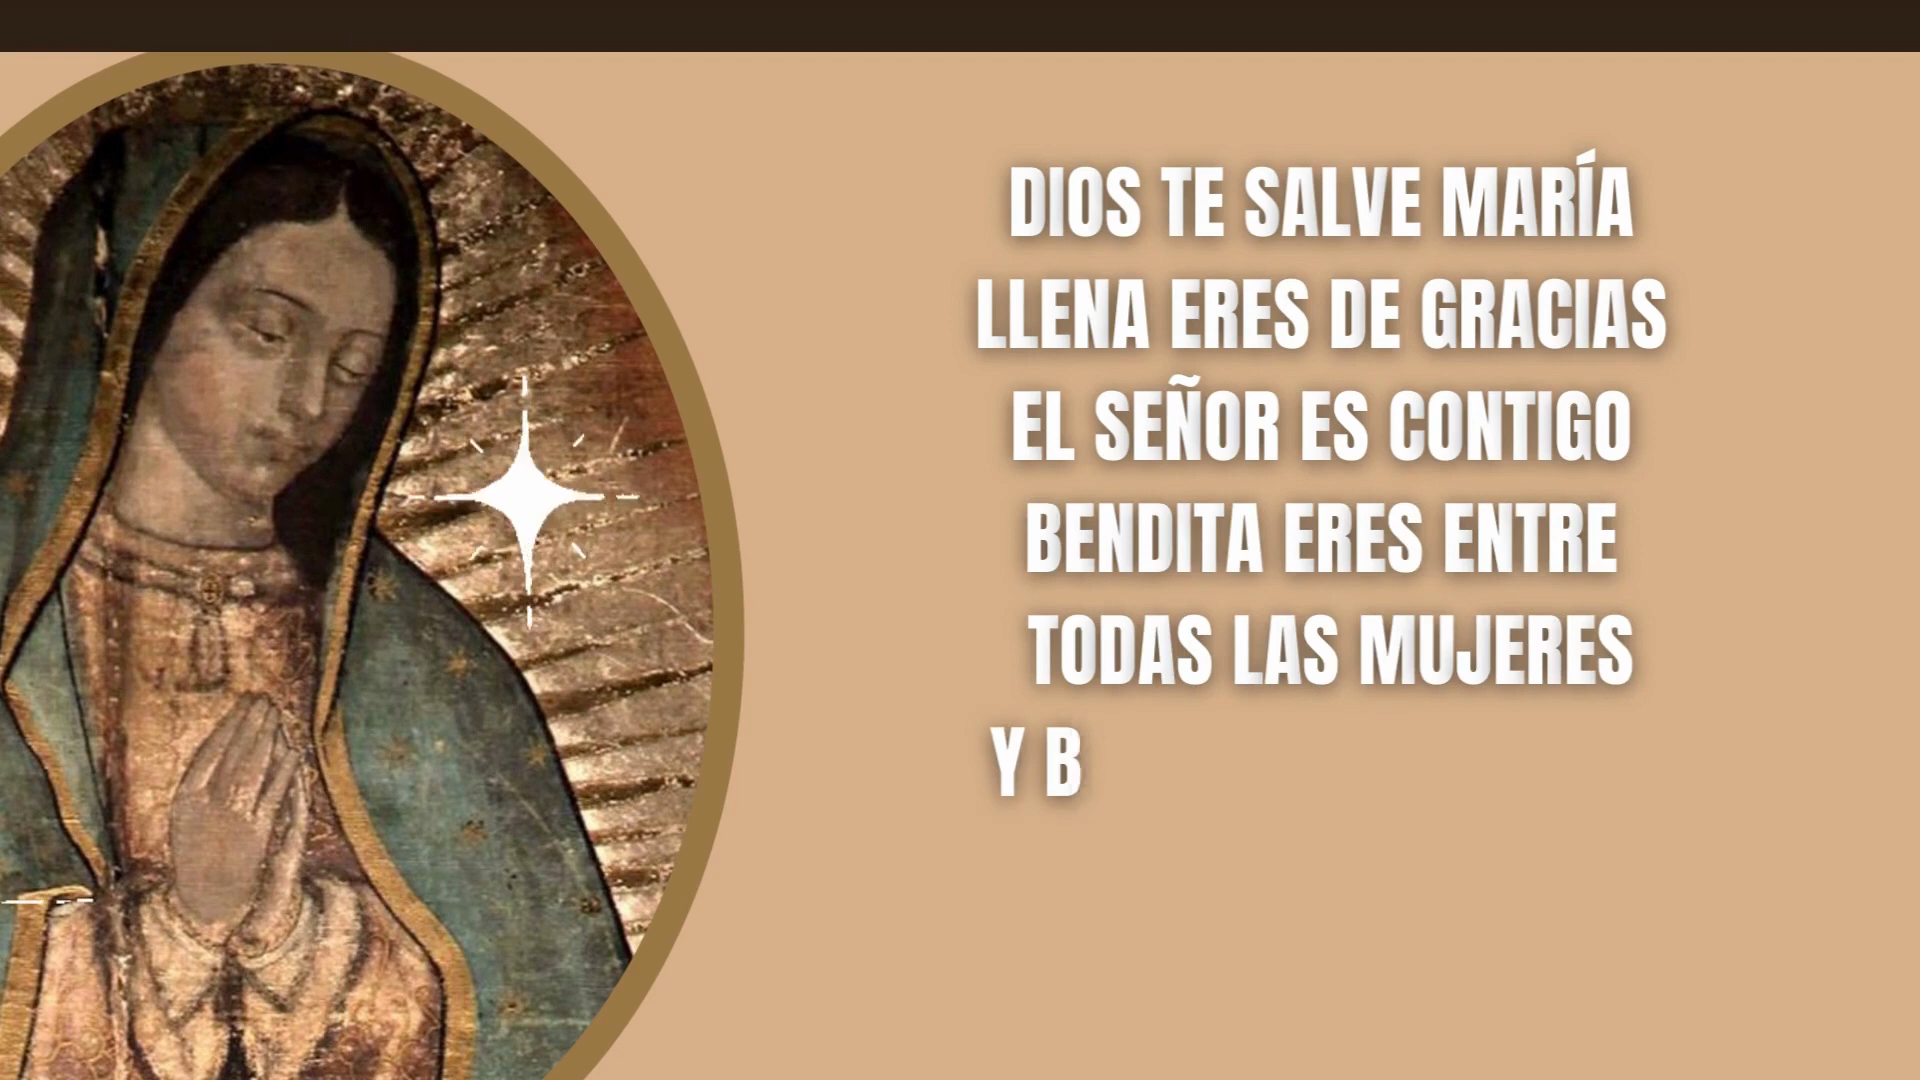 DIOS TE SALVE MARÍA
LLENA ERES DE GRACIAS
EL SEÑOR ES CONTIGO
BENDITA ERES ENTRE
TODAS LAS MUJERES
Y B